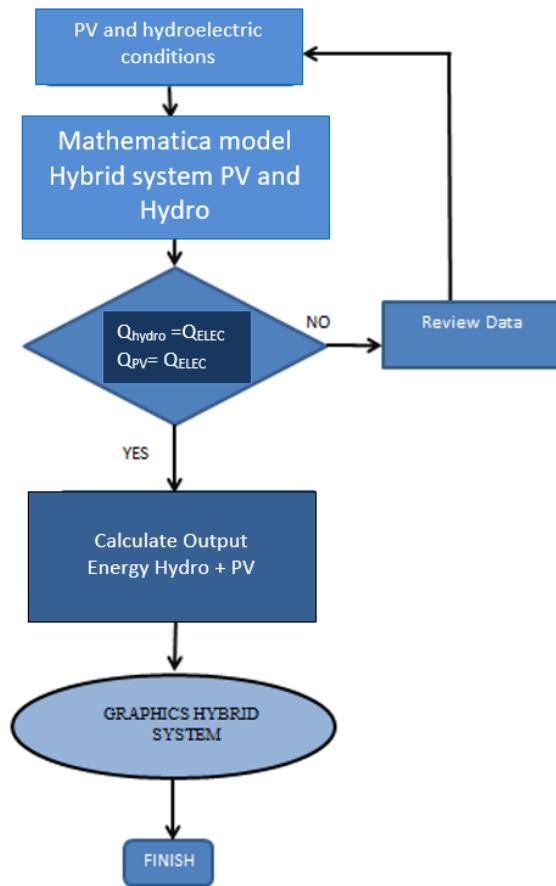 PV and hydroelectric
conditions
Mathematica model
Hybrid system PV and
Hydro
Qhydro =QELEC
QPV= QELEC
NO
Review Data
YES
Calculate Output
Energy Hydro + PV
GRAPHICS HYBRID
SYSTEM
FINISH